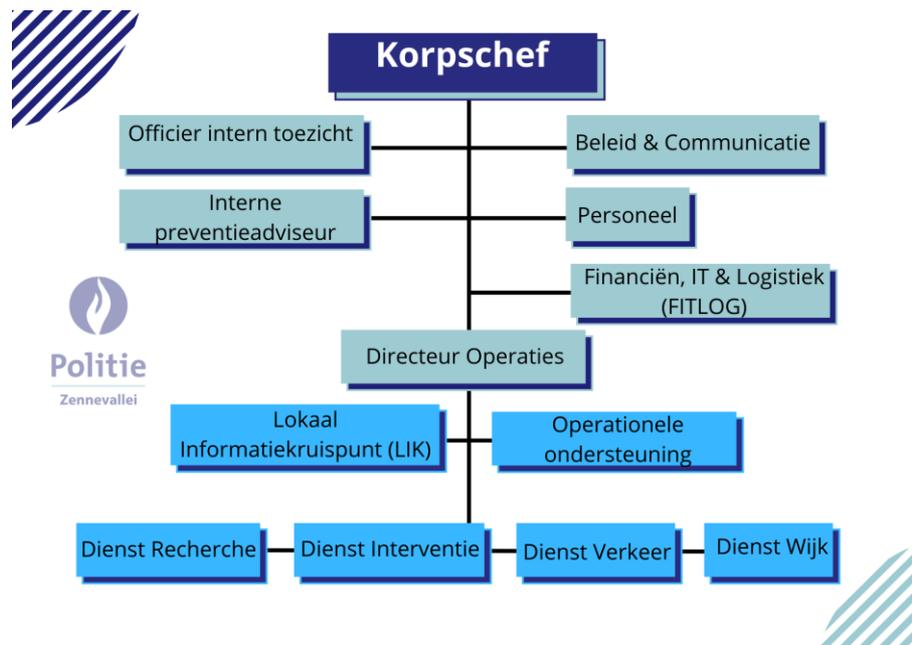 Korpschef
Officier intern toezicht
Beleid & Communicatie
Interne
preventieadviseur
Personeel
Financiën, IT & Logistiek
(FITLOG)
Politie
Zennevallei
Directeur Operaties
Lokaal
Informatiekruispunt (LIK)
Operationele
ondersteuning
Dienst Recherche
Dienst Interventie
Dienst Verkeer
Dienst Wijk